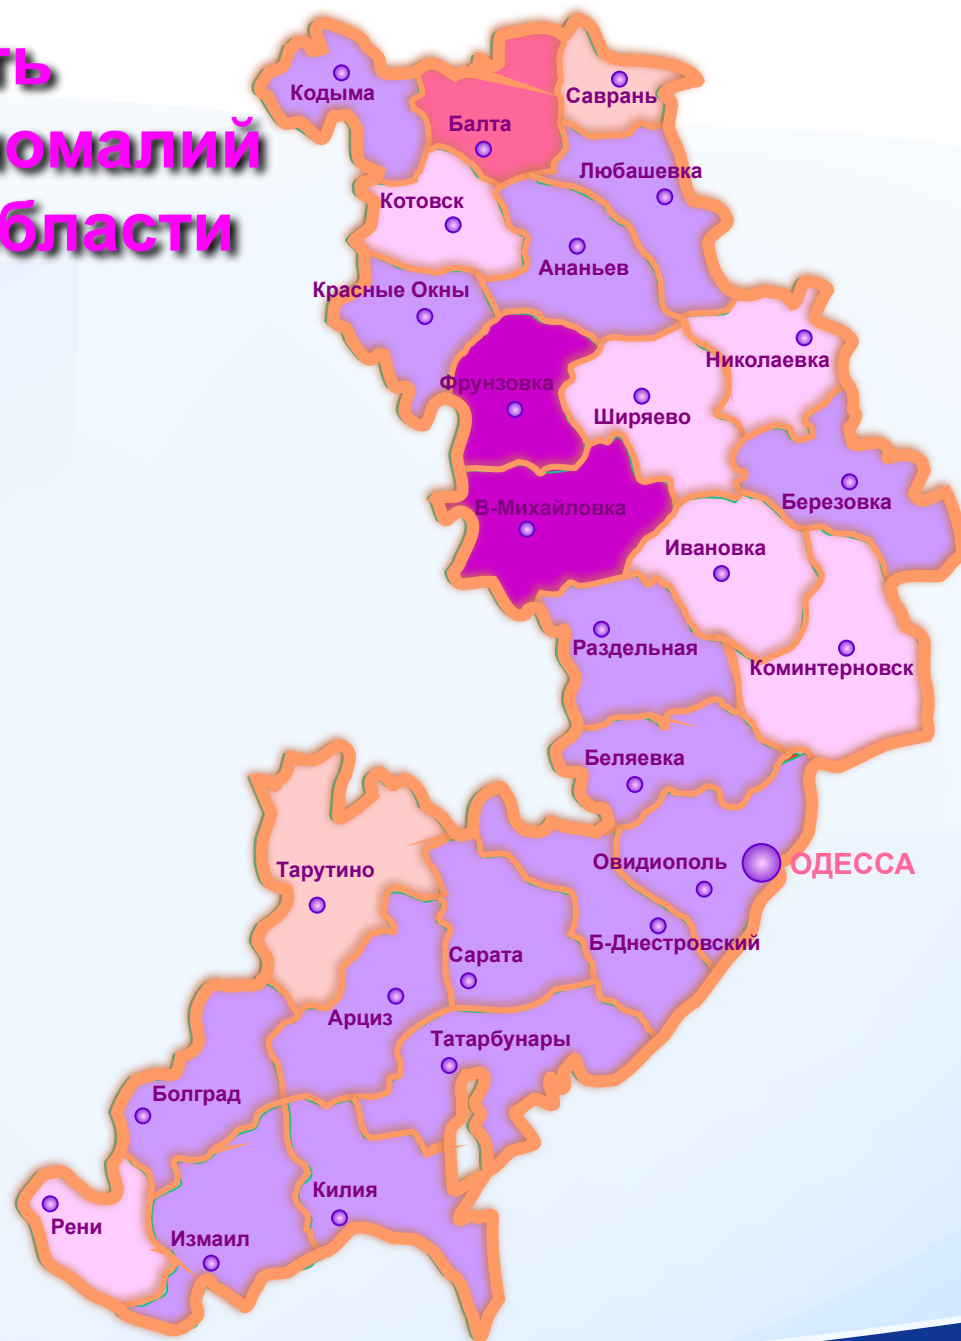 ть
номалий
бласти
Кодыма
Саврань
Балта
Любашевка
Котовск
Ананьев
Красные Окны
Николаевка
Фрунзовка
Ширяево
Березовка
В-Михайловка
Ивановка
Раздельная
Коминтерновск
Беляевка
Овидиополь
ОДЕССА
Тарутино
Б-Днестровский
Сарата
Арциз
Татарбунары
Болград
Килия
Рени
Измаил